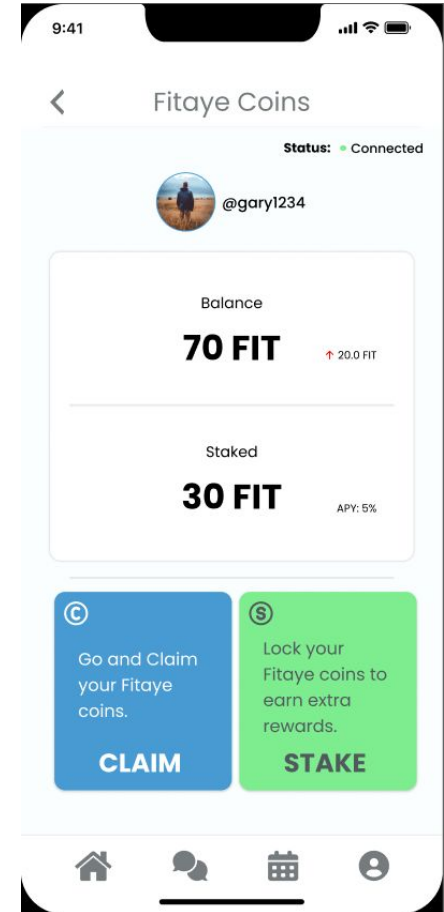 9:41
Fitaye Coins
Status: Connected
@gary1234
Balance
70 FIT
↑ 20.0 FIT
Staked
30 FIT
APY: 5%
C
Go and Claim
your Fitaye
coins.
CLAIM
S
Lock your
Fitaye coins to
earn extra
rewards.
STAKE